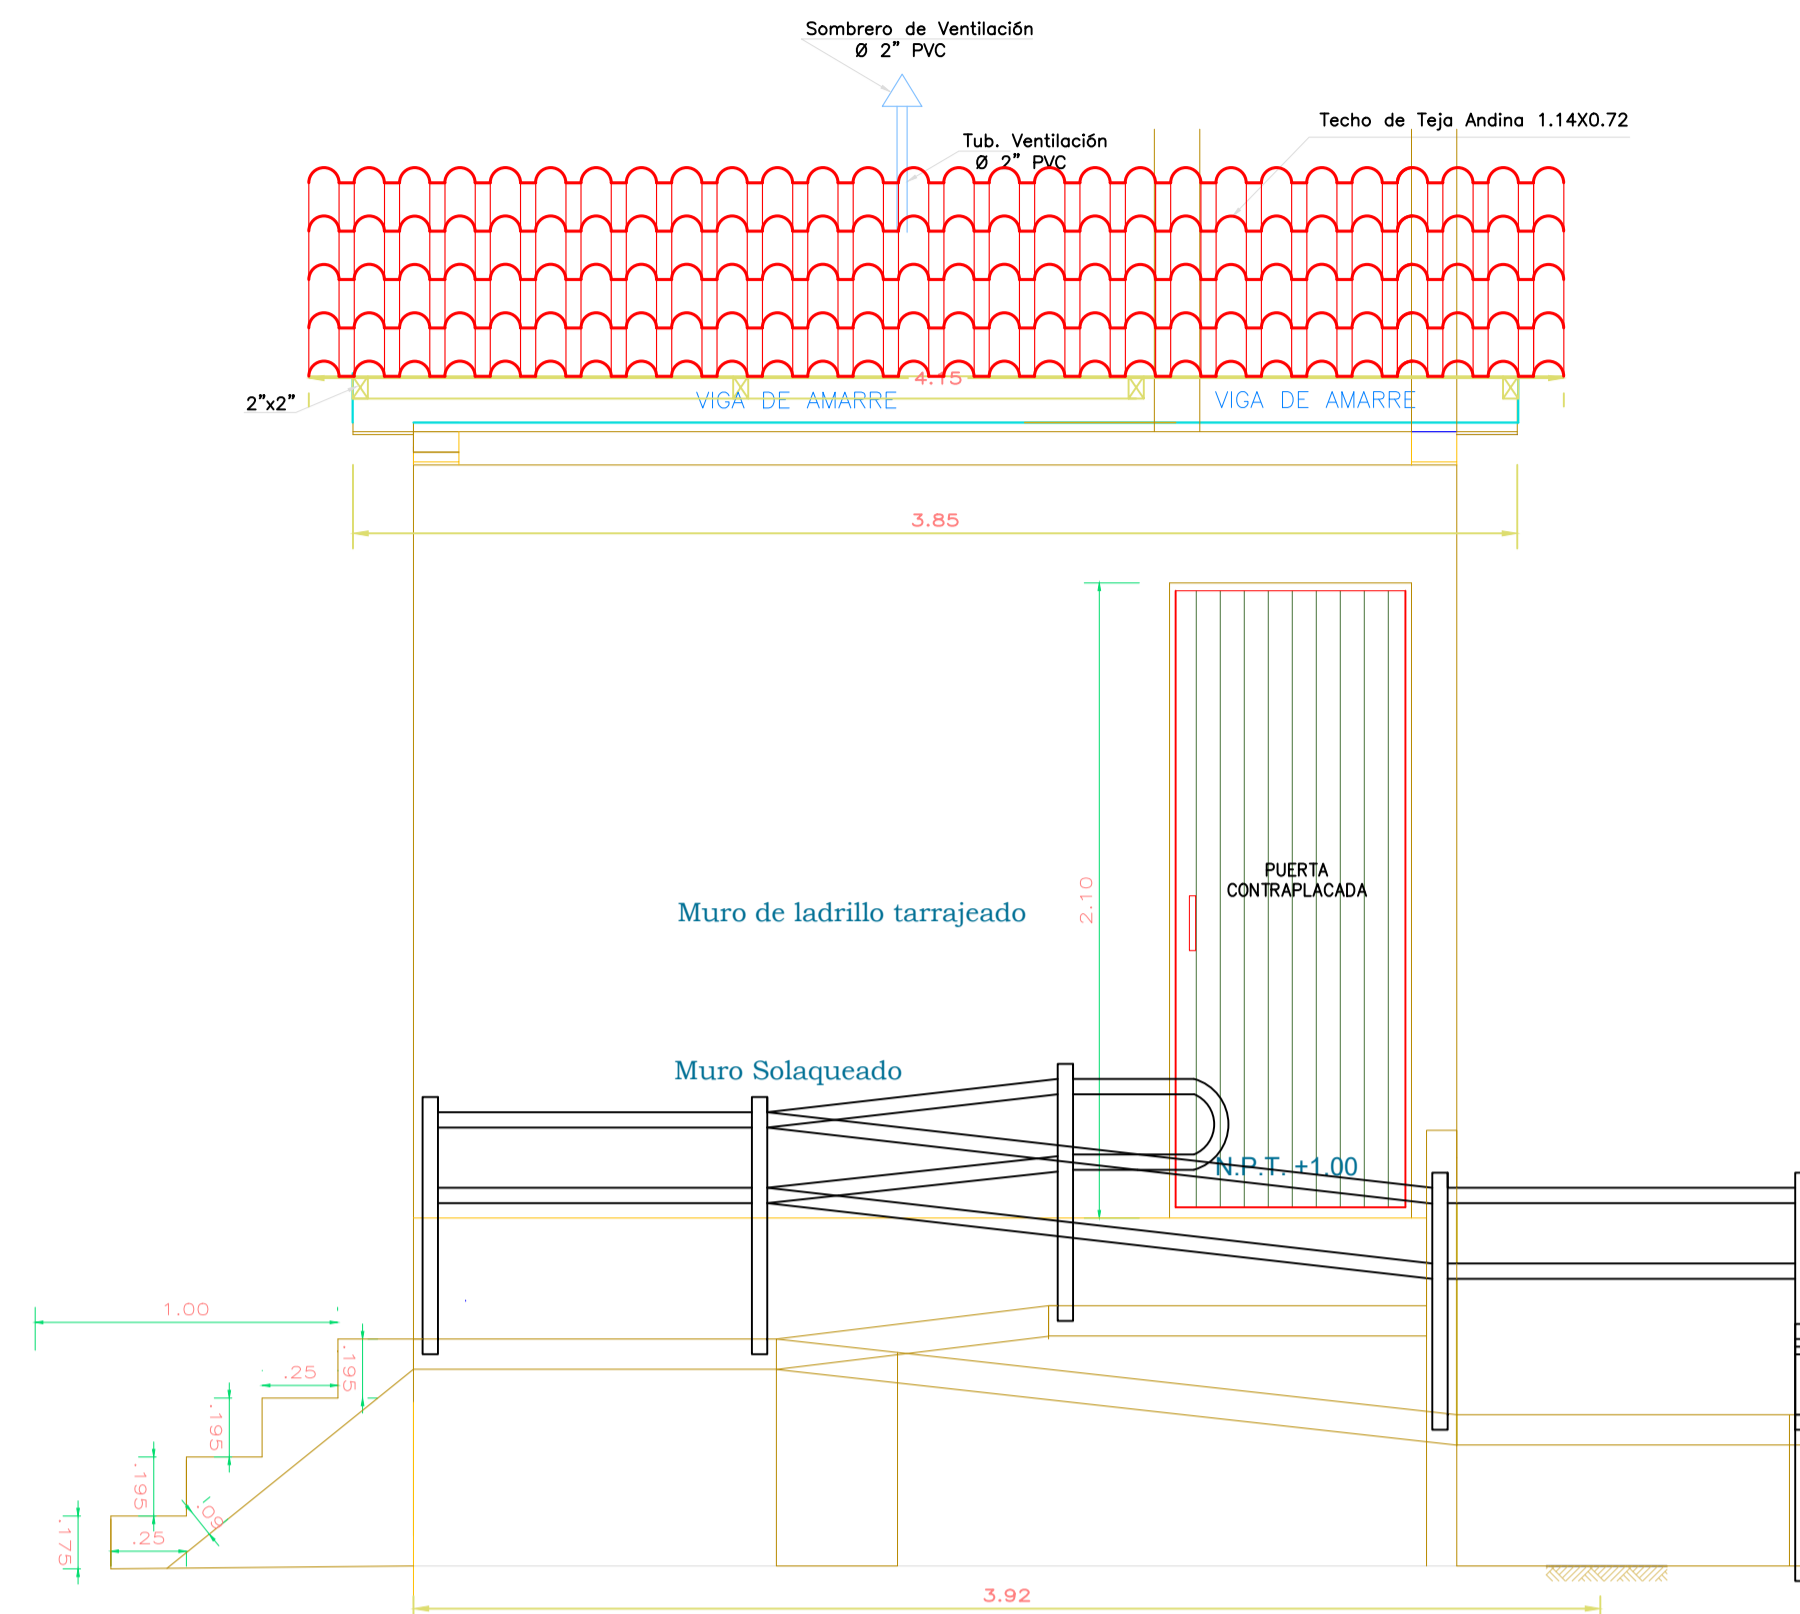 Sombrero de Ventilación
Ø 2" PVC
Techo de Teja Andina 1.14X0.72
Tub. Ventilación
Ø 2" PVC
4.15
2"x2"
VIGA DE AMARRE
VIGA DE AMARRE
3.85
PUERTA
CONTRAPLACADA
2.10
Muro de ladrillo tarrajeado
Muro Solaqueado
N.P.T. +1.00
1.00
.25
.195
.195
.195
.09
.25
.175
3.92